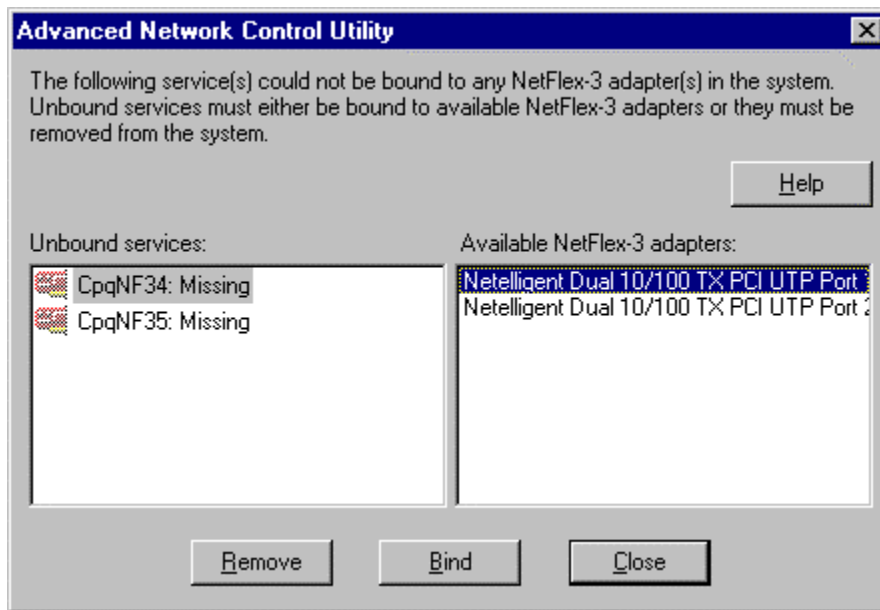 Advanced Network Control Utility
The following service(s) could not be bound to any NetFlex-3 adapter(s) in the system.
Unbound services must either be bound to available NetFlex-3 adapters or they must be
removed from the system.
Help
Unbound services:
Available NetFlex-3 adapters:
CpqNF34: Missing
CpqNF35: Missing
Netelligent Dual 10/100 TX PCI UTP Port
Netelligent Dual 10/100 TX PCI UTP Port 2
Remove
Bind
Close